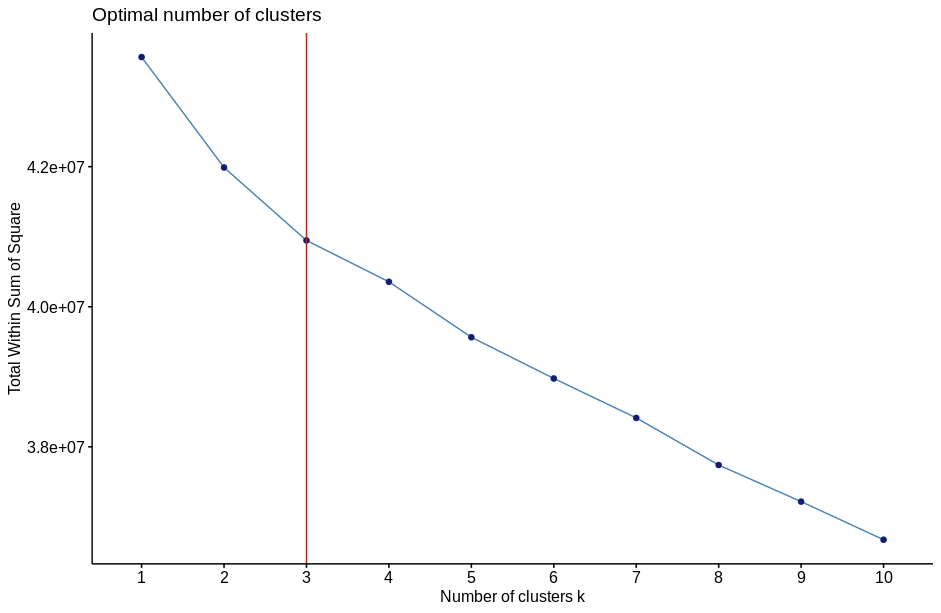 Optimal number of clusters
Total Within Sum of Square
4.2e+07
4.0e+07
3.8e+07
1 2 3 4 5 6 7 8 9 10
Number of clusters k